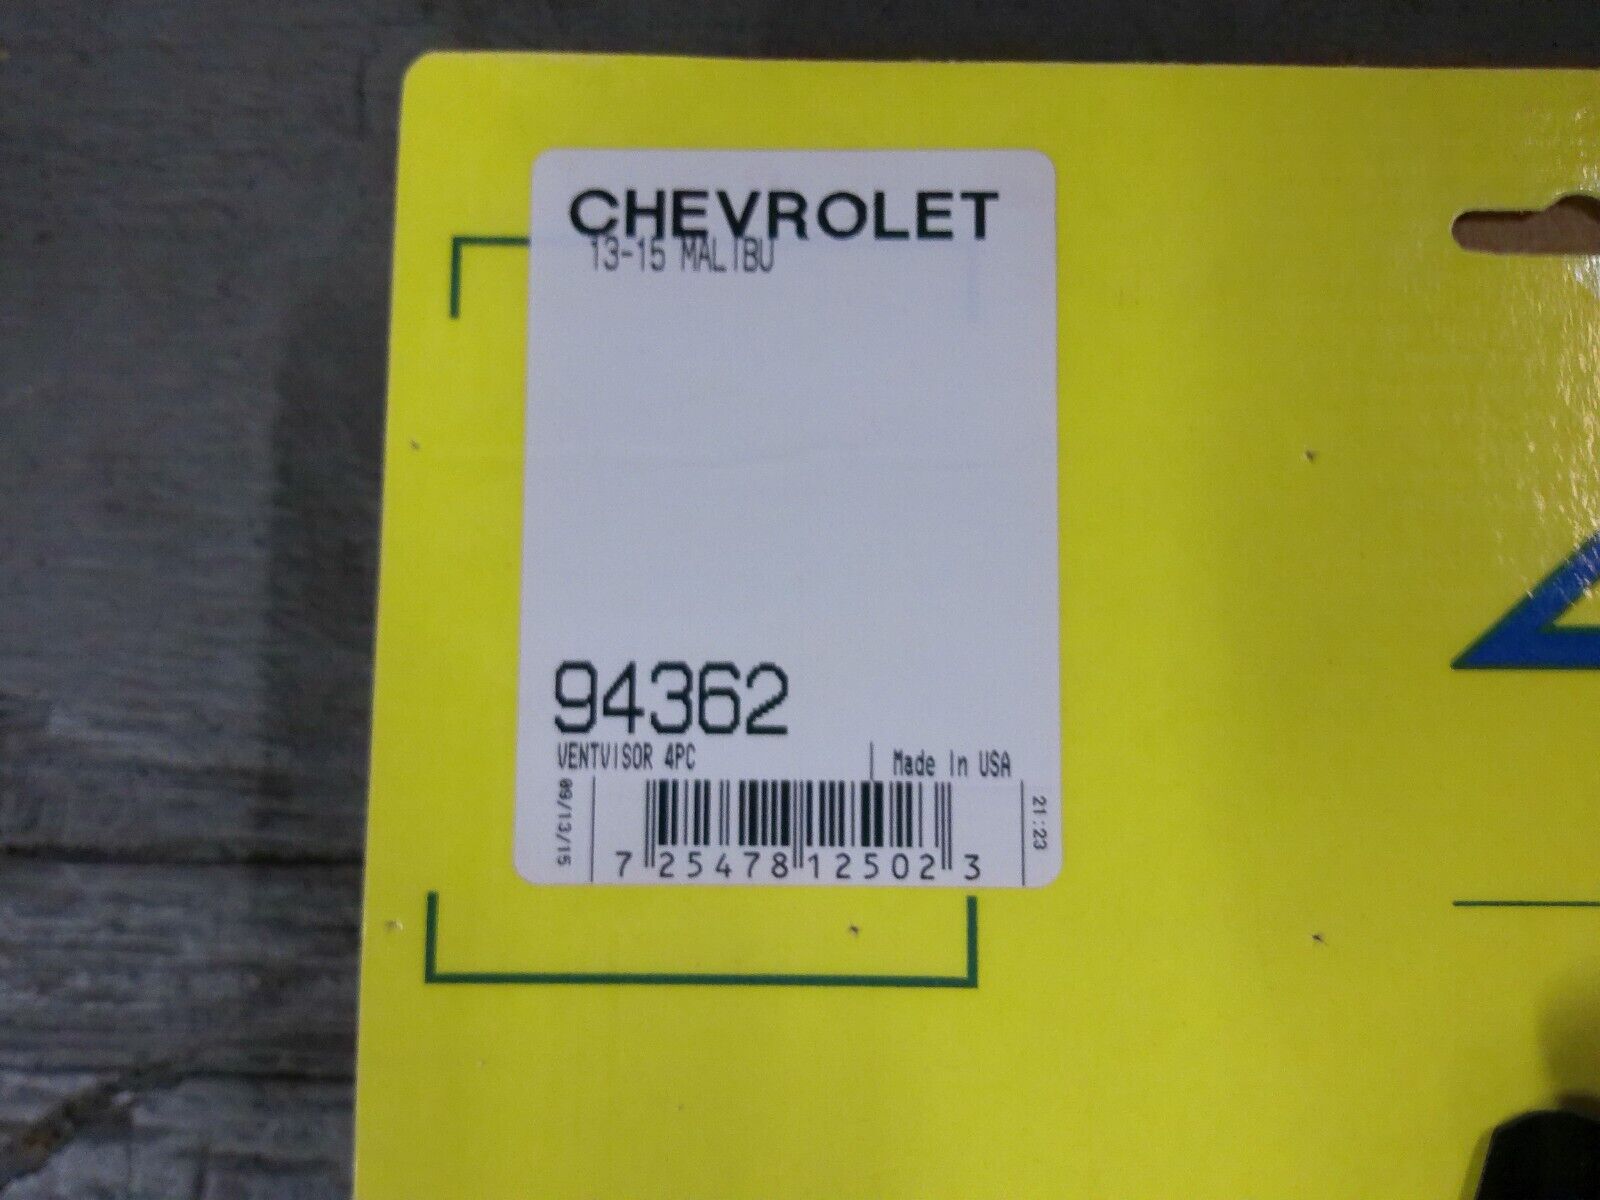 CHEVROLET
13-15 MALIBU
94362
VENTVISOR 4PC
Made In USA
09/13/15
21:23
7 25478 12502 3